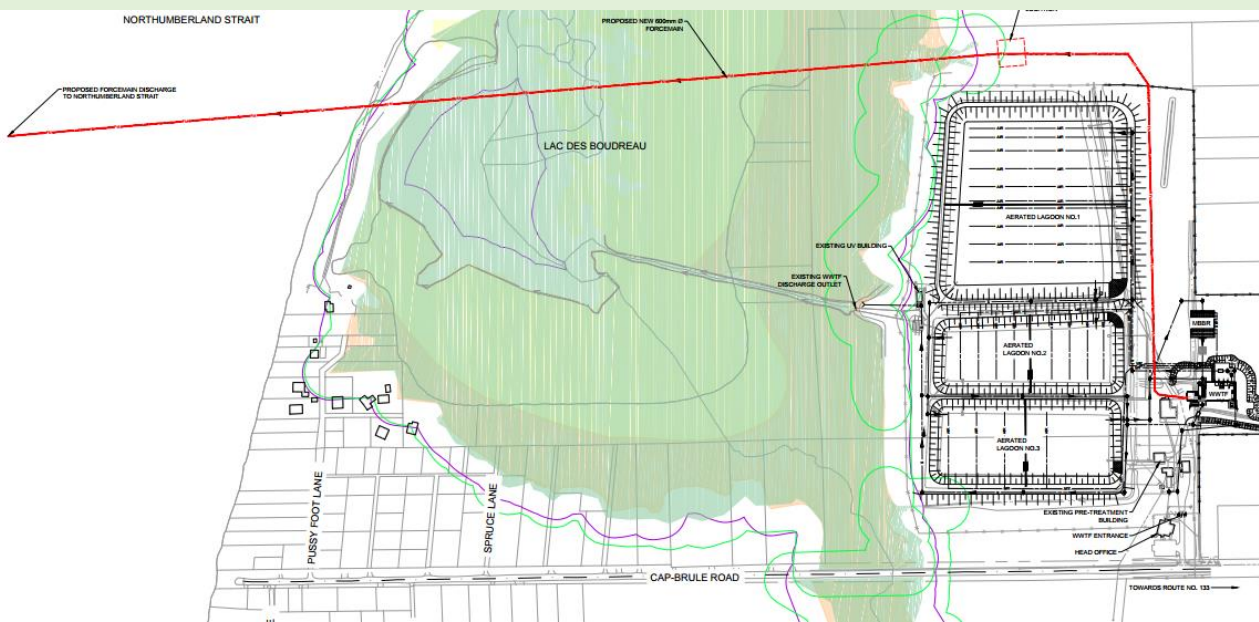 NORTHUMBERLAND STRAIT
PROPOSED NEW 600mm Ø
FORCEMAIN
PROPOSED FORCEMAIN DISCHARGE
TO NORTHUMBERLAND STRAIT
LAC DES BOUDREAU
AERATED LAGOON NO.1
EXISTING UV BUILDING
EXISTING WWTF
DISCHARGE OUTLET
MBBR
AERATED
LAGOON NO.2
WWTF
AERATED
LAGOON NO.3
PUSSY FOOT LANE
SPRUCE LANE
EXISTING PRE-TREATMENT
BUILDING
WWTF ENTRANCE
HEAD OFFICE
CAP-BRULE ROAD
TOWARDS ROUTE NO. 133